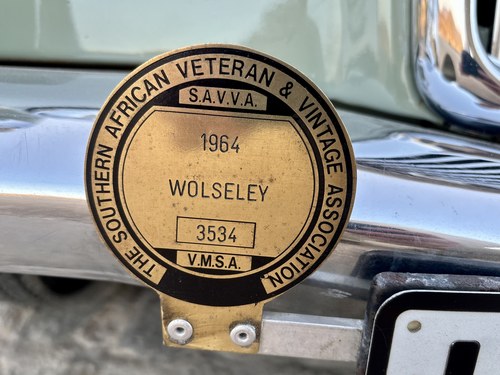 THE SOUTHERN AFRICAN VETERAN & VINTAGE ASSOCIATION
S.A.V.V.A.
1964
WOLSELEY
3534
V.M.S.A.